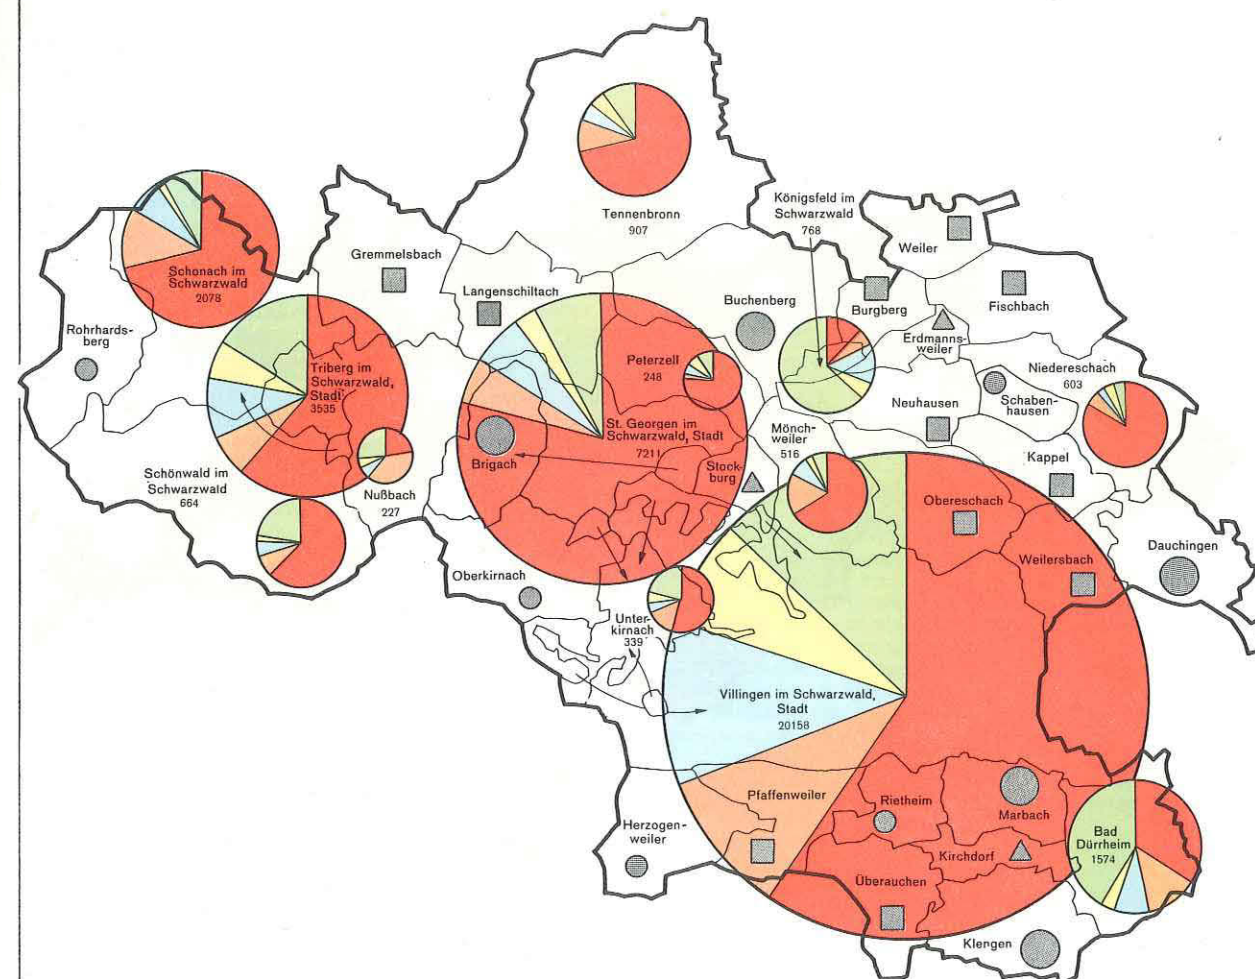 Tennenbronn
907
Königsfeld im
Schwarzwald
768
Weiler
Gremmelsbach
Schonach im
Schwarzwald
2078
Langenschiltach
Buchenberg
Burgberg
Fischbach
Rohrhards-
berg
Erdmanns-
weiler
Peterzell
248
Niedereschach
603
Triberg im
Schwarzwald,
Stadt
3535
Schaben-
hausen
Neuhausen
St. Georgen im
Schwarzwald, Stadt
7211
Mönch-
weiler
516
Brigach
Stock-
burg
Kappel
Schönwald im
Schwarzwald
664
Nußbach
227
Obereschach
Dauchingen
Weilersbach
Oberkirnach
Unter-
kirnach
339
Villingen im Schwarzwald,
Stadt
20158
Pfaffenweiler
Rietheim
Marbach
Herzogen-
weiler
Bad
Dürrheim
1574
Kirchdorf
Überauchen
Klengen